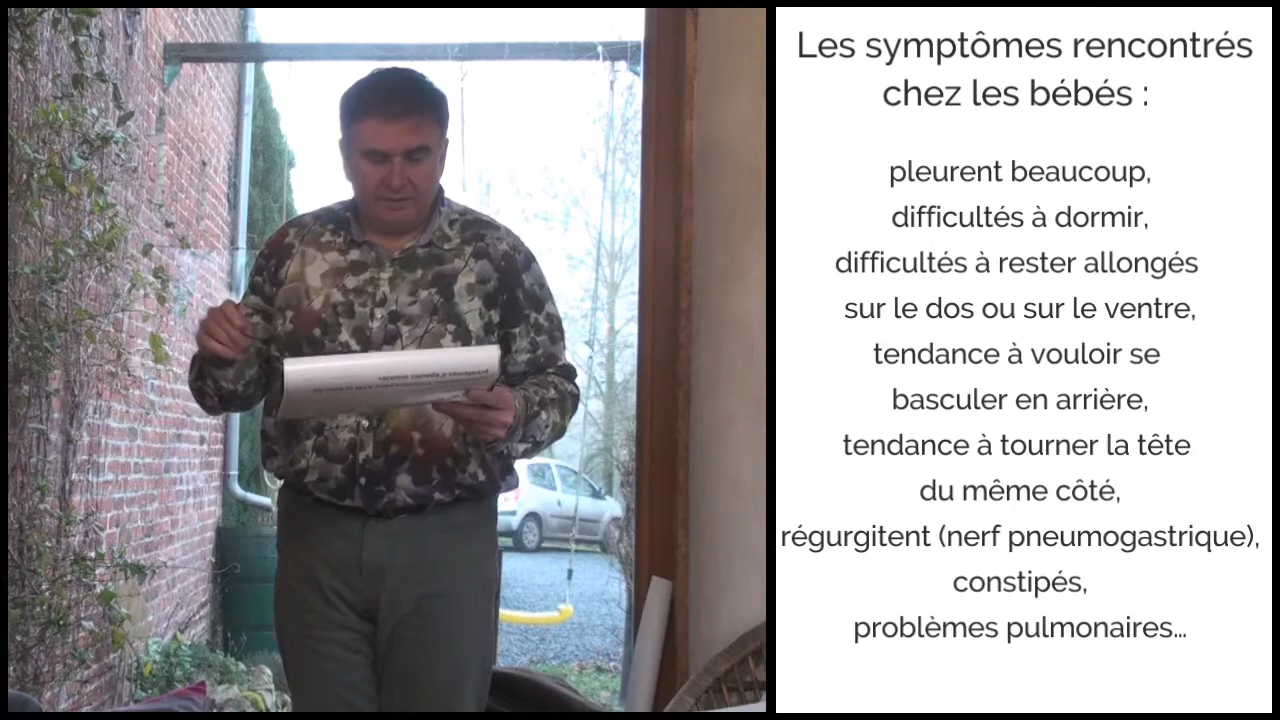 Les symptômes rencontrés
chez les bébés :
pleurent beaucoup,
difficultés à dormir,
difficultés à rester allongés
sur le dos ou sur le ventre,
tendance à vouloir se
basculer en arrière,
tendance à tourner la tête
du même côté,
régurgitent (nerf pneumogastrique),
constipés,
problèmes pulmonaires...